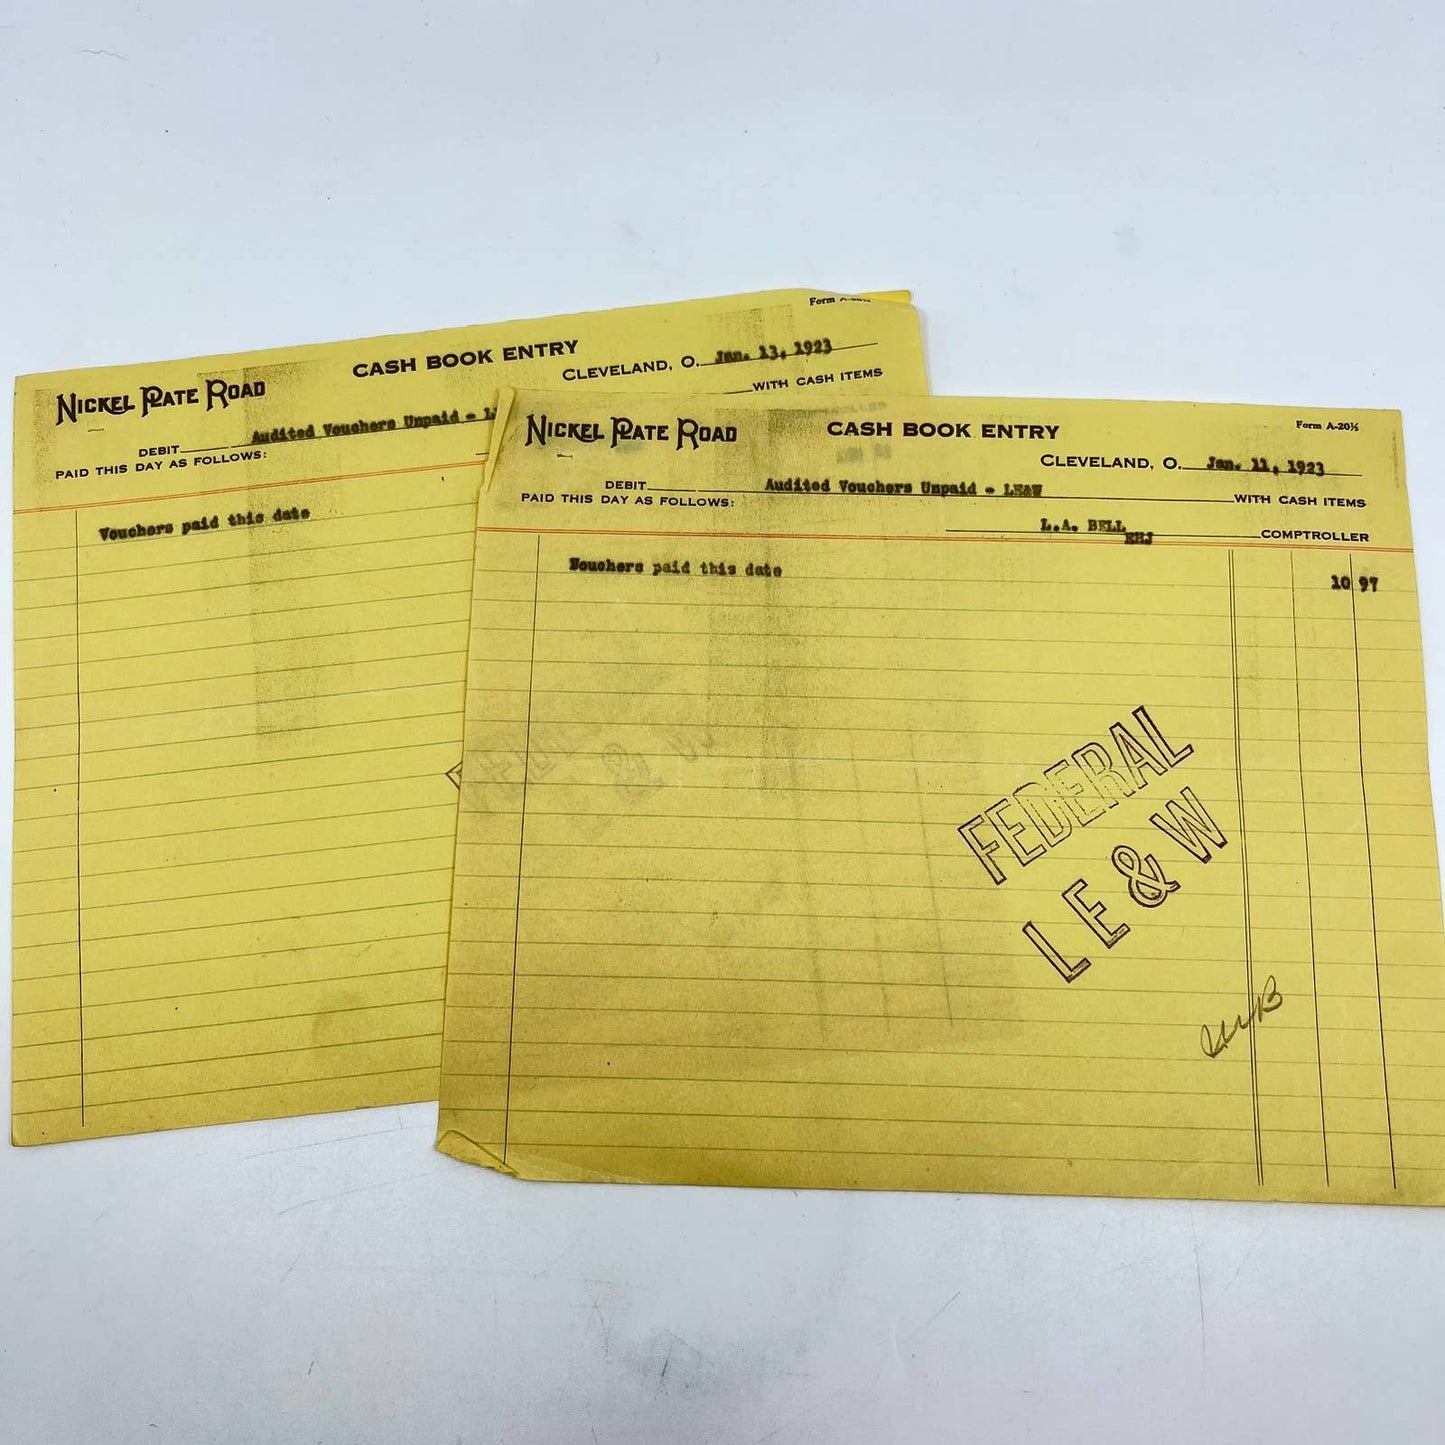 Form A-20½
CASH BOOK ENTRY
NICKEL PLATE ROAD
CLEVELAND, O. Jan. 13, 1923
WITH CASH ITEMS
DEBIT Audited Vouchers Unpaid -
PAID THIS DAY AS FOLLOWS:
Vouchers paid this date
Form A-20½
NICKEL PLATE ROAD
CASH BOOK ENTRY
CLEVELAND, O. Jan. 11, 1923
DEBIT Audited Vouchers Unpaid - LE&W WITH CASH ITEMS
PAID THIS DAY AS FOLLOWS:
L.A. BELL COMPTROLLER
EHJ
Vouchers paid this date 10 97
FEDERAL
LE & W